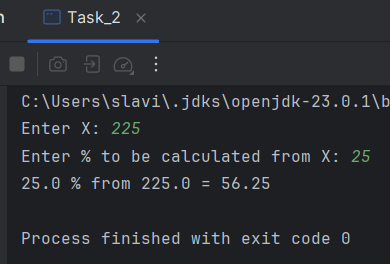 Task_2
C:\Users\slavi\.jdks\openjdk-23.0.1\b
Enter X: 225
Enter % to be calculated from X: 25
25.0 % from 225.0 = 56.25
Process finished with exit code 0